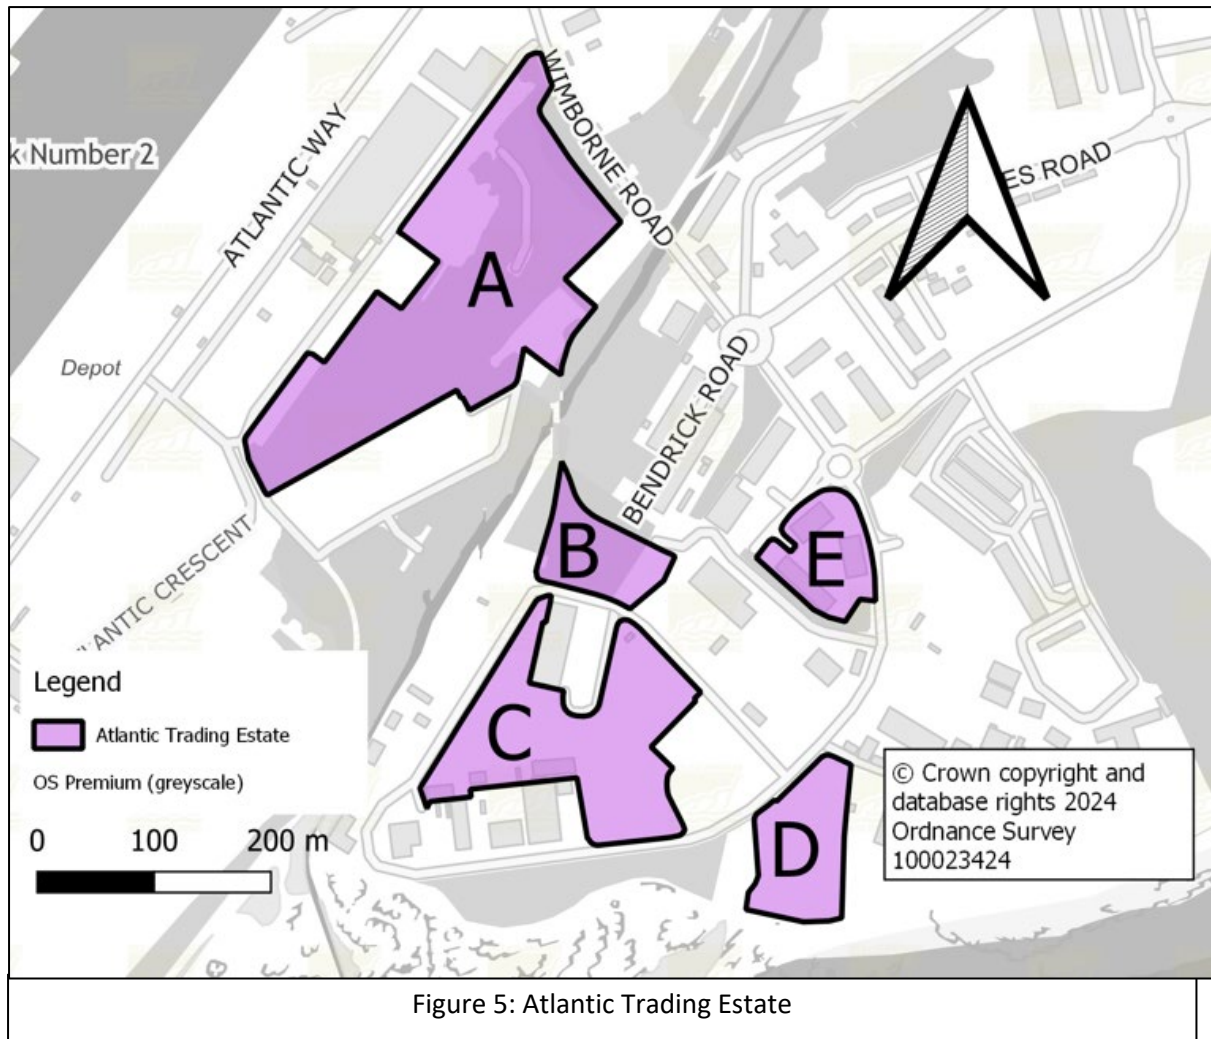 WIMBORNE ROAD
k Number 2
ATLANTIC WAY
ES ROAD
A
Depot
BENDRICK ROAD
B
E
ATLANTIC CRESCENT
Legend
Atlantic Trading Estate
OS Premium (greyscale)
0 100 200 m
C
D
© Crown copyright and
database rights 2024
Ordnance Survey
100023424
Figure 5: Atlantic Trading Estate